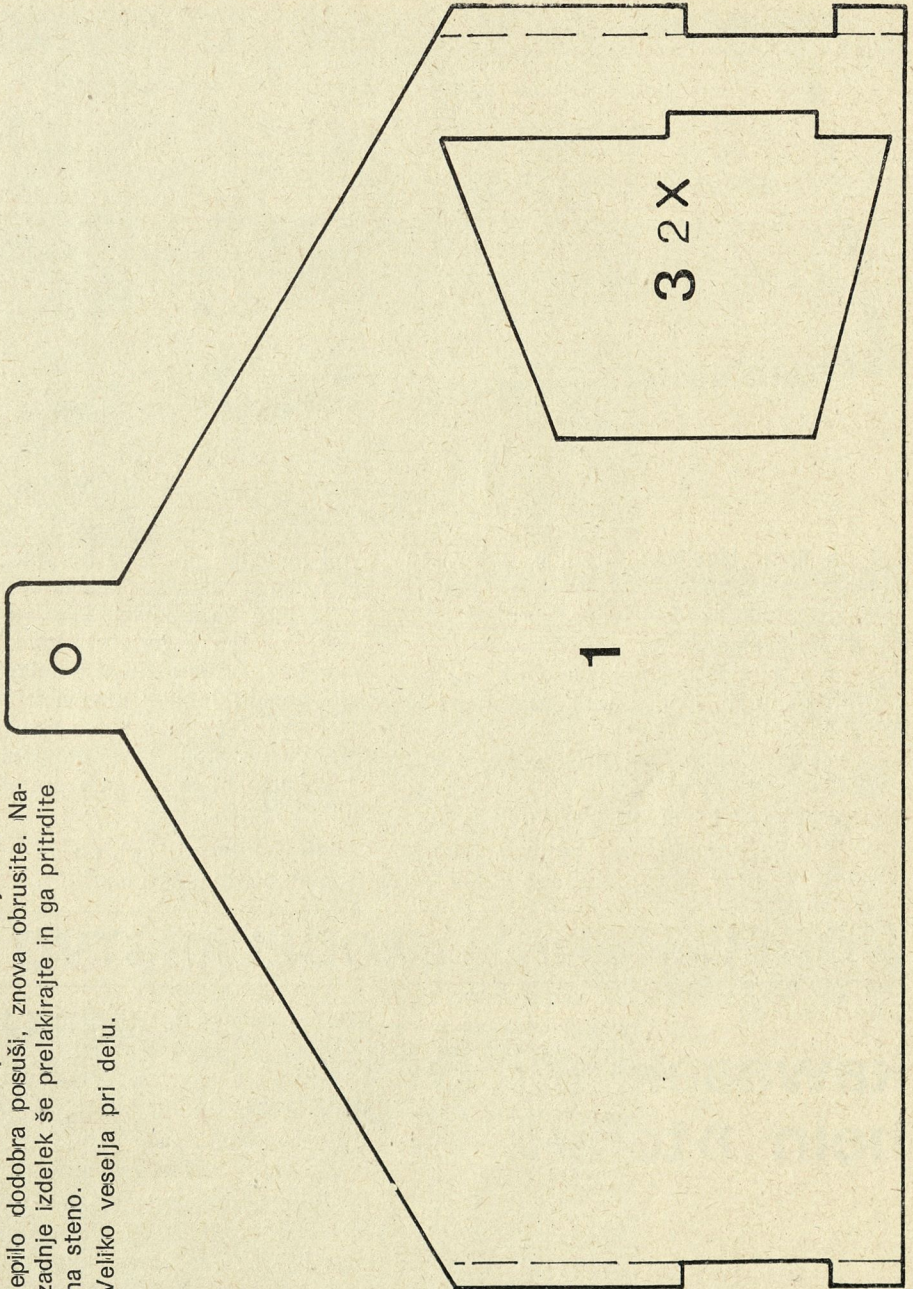 epilo dodobra posuši, znova obrusite. Na-
zadnje izdelek še prelakirajte in ga pritrdite
na steno.
Veliko veselja pri delu.
1
3 2X